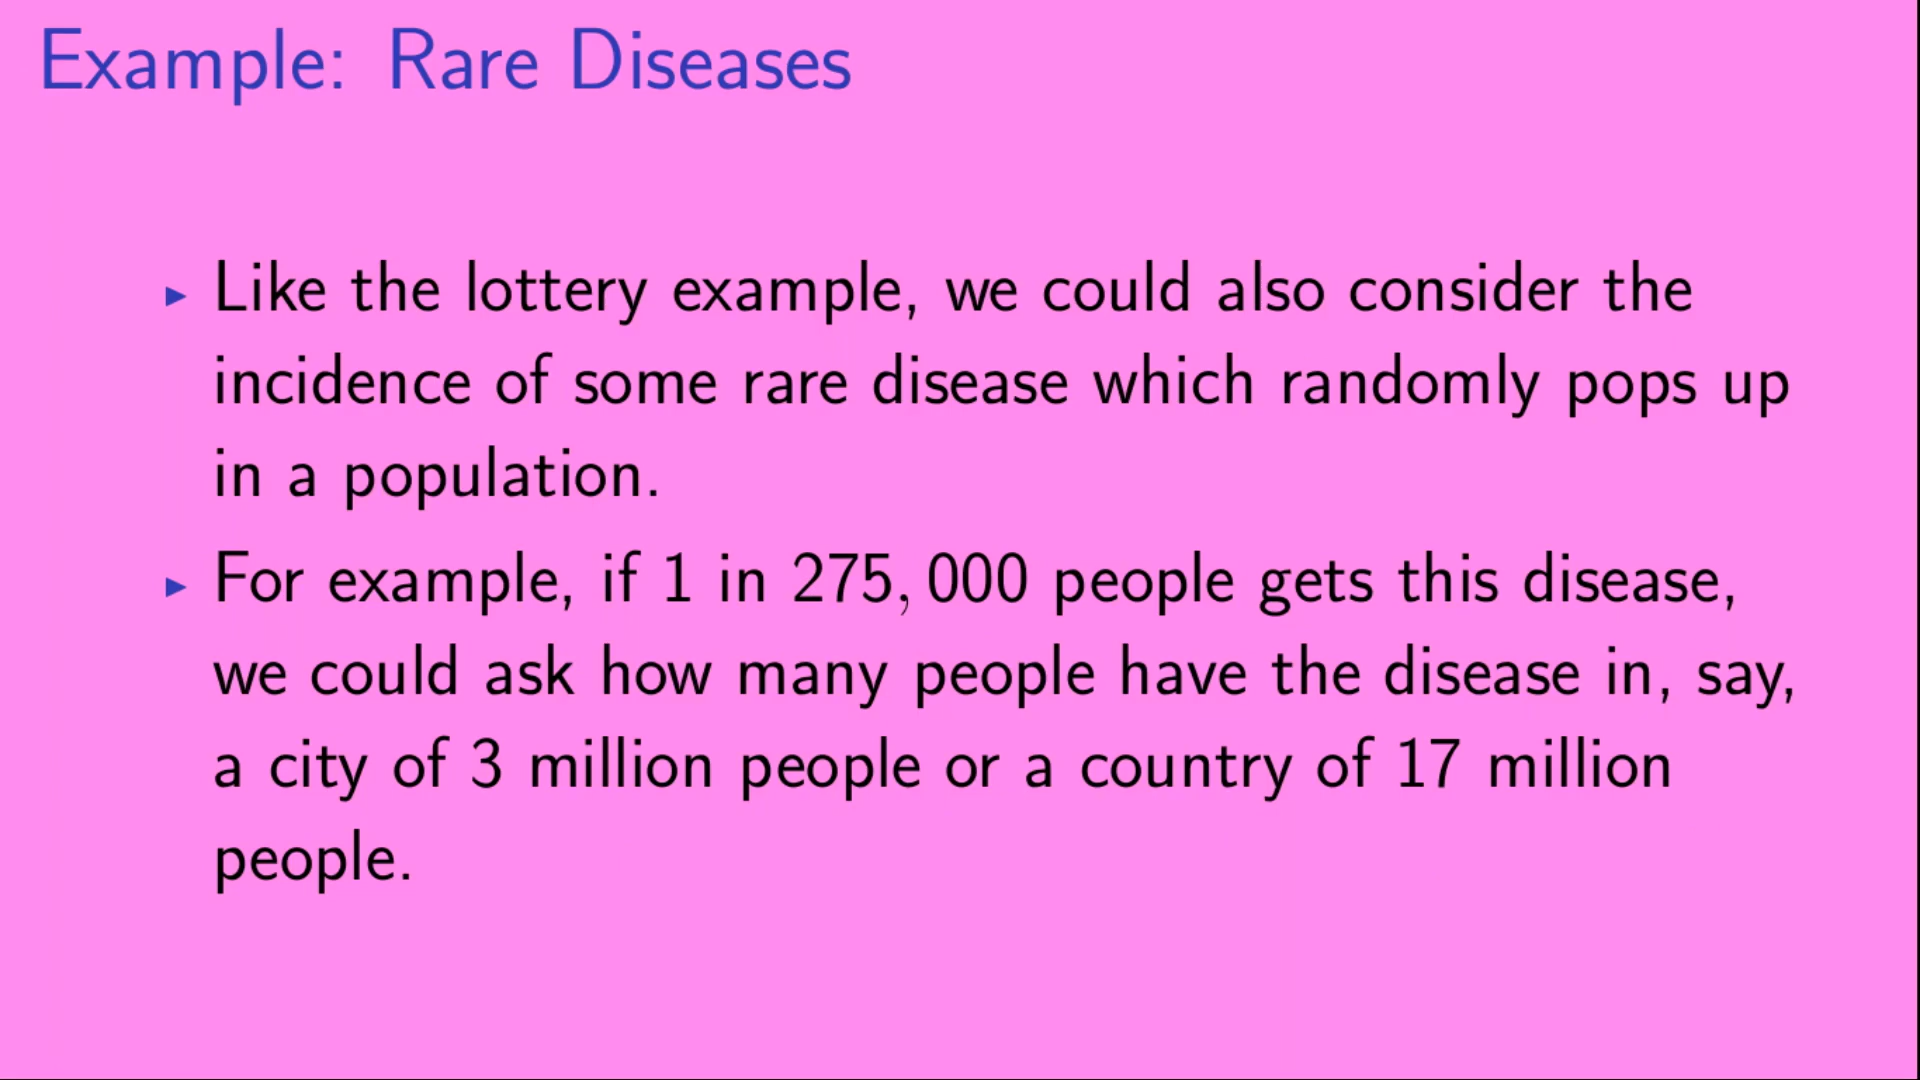 Example: Rare Diseases
▸ Like the lottery example, we could also consider the
incidence of some rare disease which randomly pops up
in a population.
▸ For example, if 1 in 275, 000 people gets this disease,
we could ask how many people have the disease in, say,
a city of 3 million people or a country of 17 million
people.